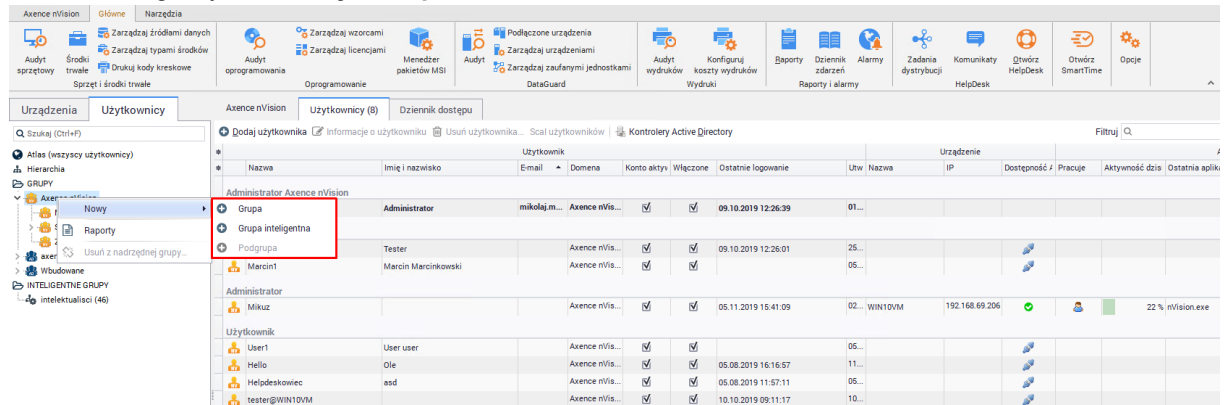 Axence nVision Główne Narzędzia
Audyt sprzętowy
Środki trwałe
Zarządzaj źródłami danych
Zarządzaj typami środków
Drukuj kody kreskowe
Sprzęt i środki trwałe
Audyt oprogramowania
Zarządzaj wzorcami
Zarządzaj licencjami
Menedżer pakietów MSI
Oprogramowanie
Audyt
Podłączone urządzenia
Zarządzaj urządzeniami
Zarządzaj zaufanymi jednostkami
DataGuard
Audyt wydruków
Konfiguruj koszty wydruków
Wydruki
Raporty
Dziennik zdarzeń
Alarmy
Raporty i alarmy
Zadania dystrybucji
Komunikaty
Otwórz HelpDesk
HelpDesk
Otwórz SmartTime
Opcje
Urządzenia Użytkownicy
Axence nVision Użytkownicy (8) Dziennik dostępu
Szukaj (Ctrl+F)
Atlas (wszyscy użytkownicy)
Hierarchia
GRUPY
Wbudowane
INTELIGENTNE GRUPY
intelektualisci (46)
Nowy
Raporty
Usuń z nadrzędnej grupy...
Grupa
Grupa inteligentna
Podgrupa
Dodaj użytkownika Informacje o użytkowniku Usuń użytkownika... Scal użytkowników Kontrolery Active Directory Filtruj
Użytkownik Urządzenie
Nazwa Imię i nazwisko E-mail Domena Konto aktyw Włączone Ostatnie logowanie Utw Nazwa IP Dostępność A Pracuje Aktywność dzis Ostatnia aplika
Administrator Axence nVision
Administrator mikolaj.m... Axence nVis... 09.10.2019 12:26:39 01...
Tester Axence nVis... 09.10.2019 12:26:01 25...
Marcin1 Marcin Marcinkowski Axence nVis... 05...
Administrator
Mikuz Axence nVis... 05.11.2019 15:41:09 02... WIN10VM 192.168.69.206 22 % nVision.exe
Użytkownik
User1 User user Axence nVis... 05...
Hello Ole Axence nVis... 05.08.2019 16:16:57 11...
Helpdeskowiec asd Axence nVis... 05.08.2019 11:57:11 05...
tester@WIN10VM Axence nVis... 10.10.2019 09:11:17 10...